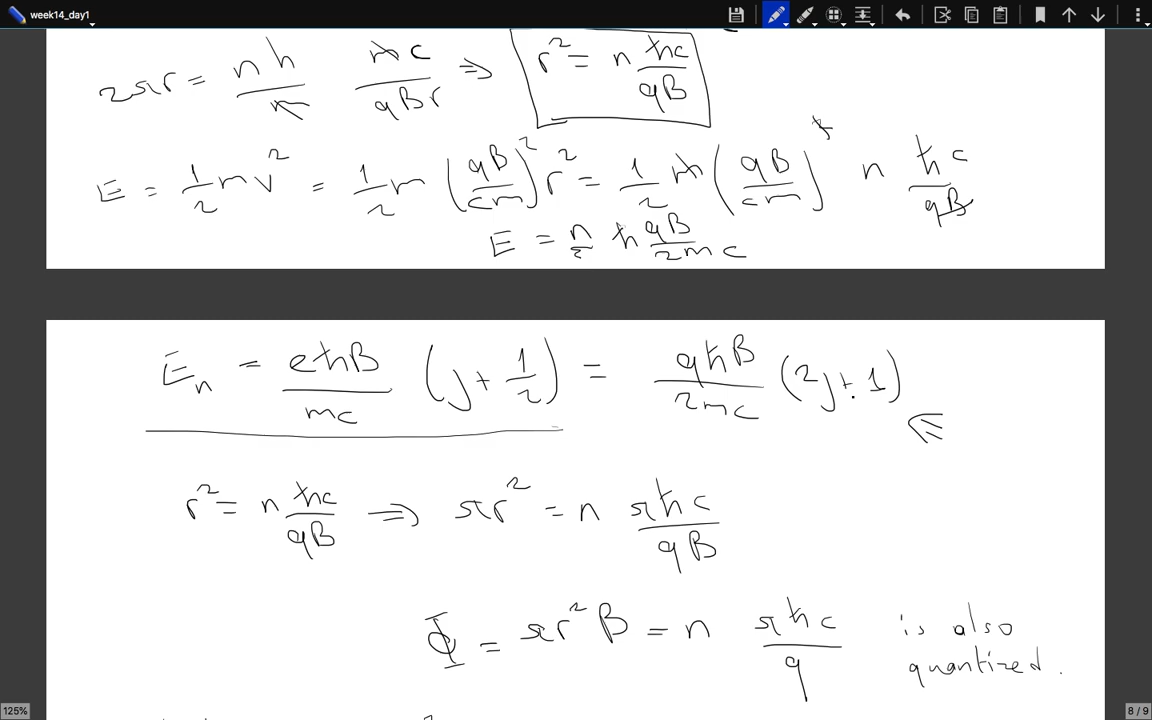 week14_day1
2πr = nh/m mc/qBr ⇒ r² = n ħc/qB
E = 1/2 mv² = 1/2 m (qB/cm)² r² = 1/2 m (qB/cm)² n ħc/qB
E = n/2 ħ qB/2mc
Eₙ = eħB/mc (j + 1/2) = qħB/2mc (2j + 1)
r² = n ħc/qB ⇒ πr² = n πħc/qB
Φ = πr² B = n πħc/q is also
quantized.
125%
8 / 9